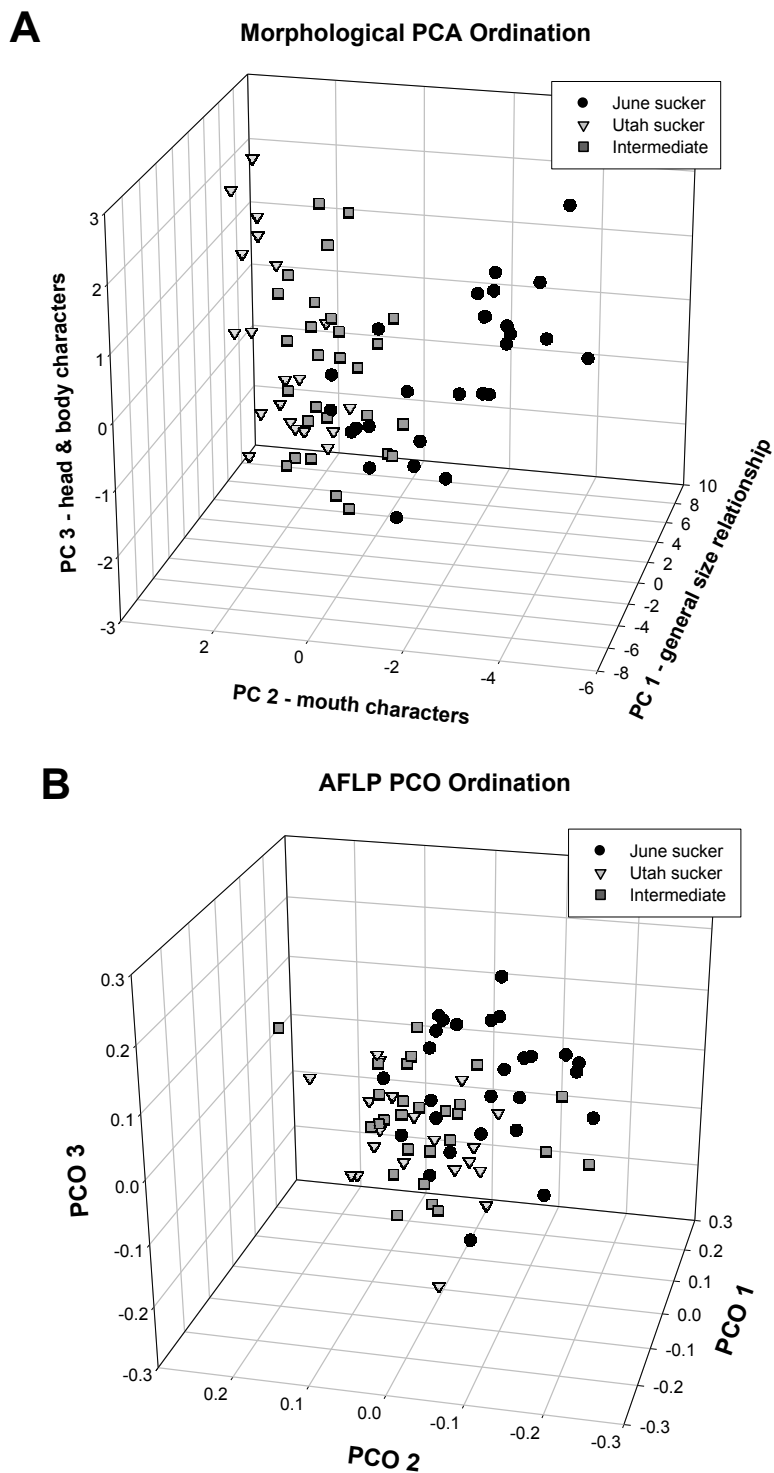 A
Morphological PCA Ordination
June sucker
Utah sucker
Intermediate
3
2
1
0
-1
-2
-3
PC 3 - head & body characters
2
0
-2
-4
-6
PC 2 - mouth characters
10
8
6
4
2
0
-2
-4
-6
-8
PC 1 - general size relationship
B
AFLP PCO Ordination
June sucker
Utah sucker
Intermediate
0.3
0.2
0.1
0.0
-0.1
-0.2
-0.3
PCO 3
0.2
0.1
0.0
-0.1
-0.2
-0.3
PCO 2
0.3
0.2
0.1
0.0
-0.1
-0.2
-0.3
PCO 1